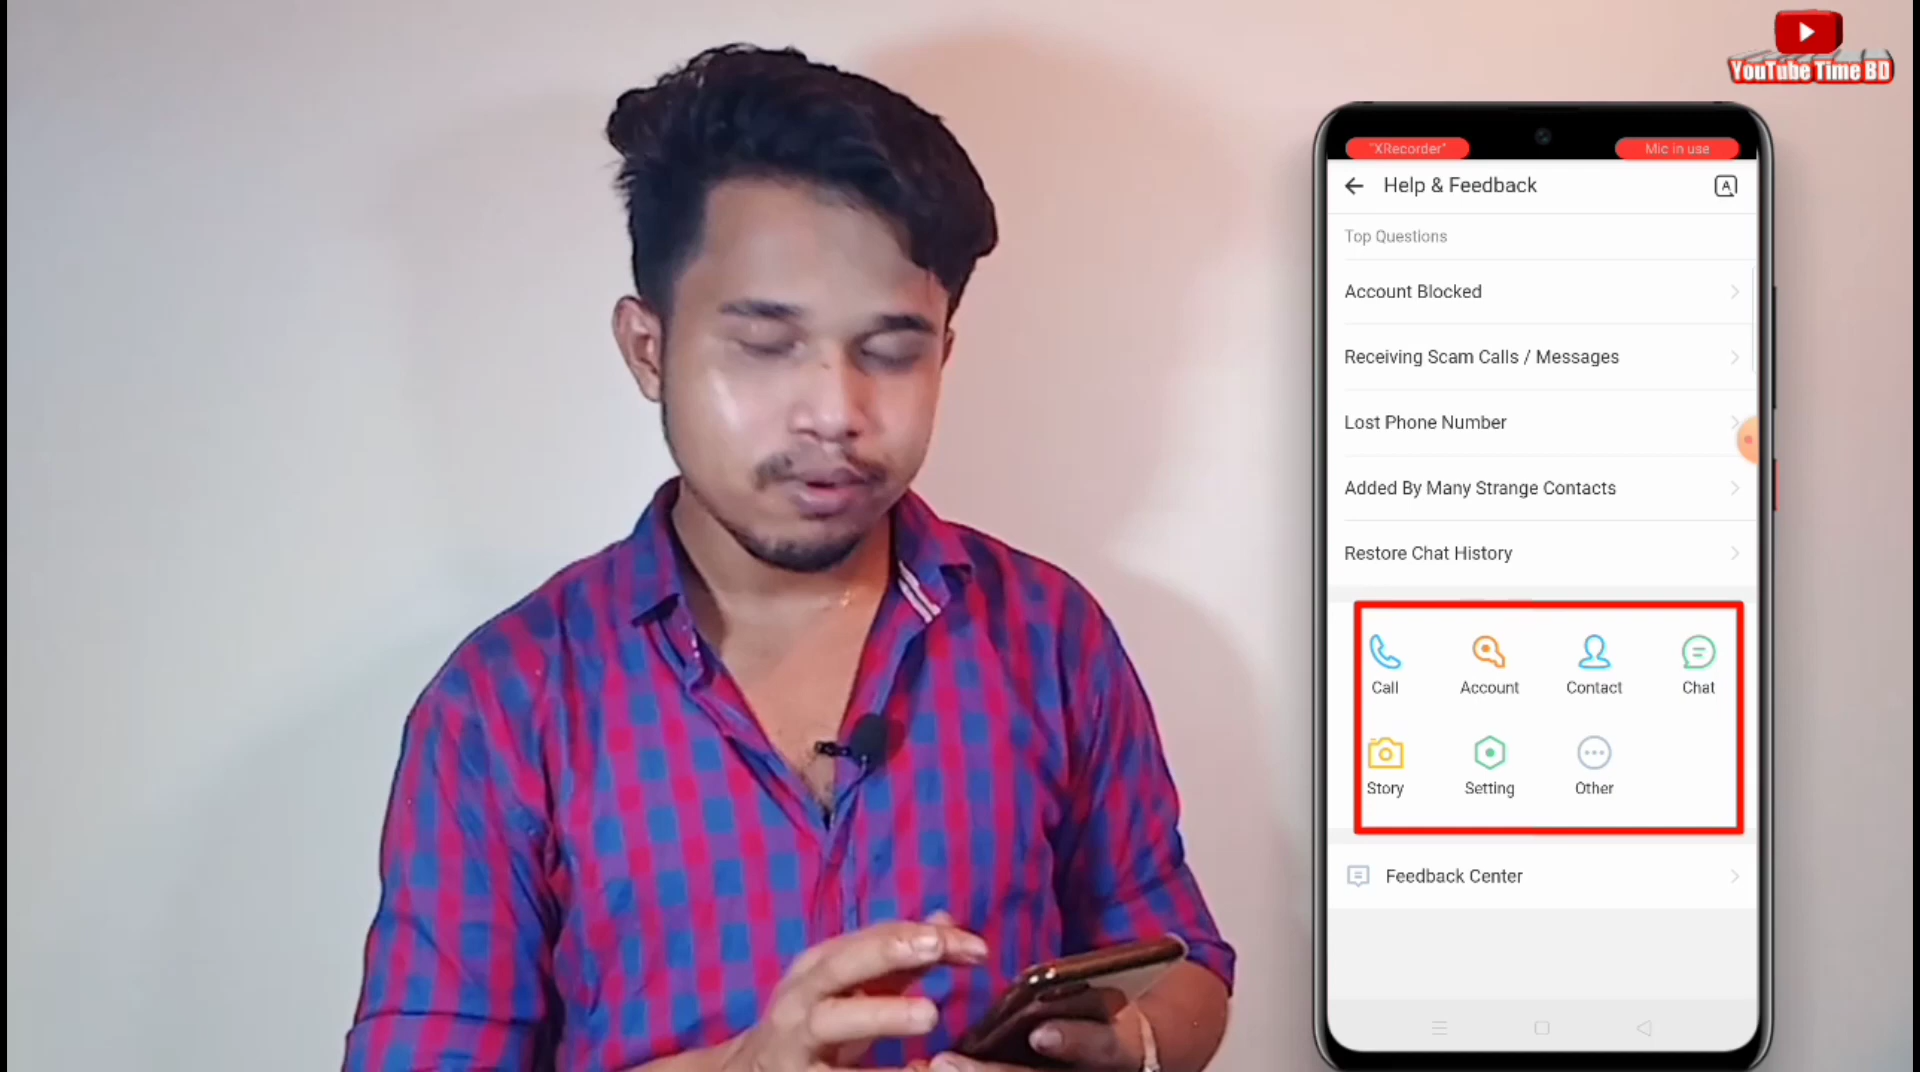 YouTube Time BD
"XRecorder"
Mic in use
Help & Feedback
A
Top Questions
Account Blocked
Receiving Scam Calls / Messages
Lost Phone Number
Added By Many Strange Contacts
Restore Chat History
Call
Account
Contact
Chat
Story
Setting
Other
Feedback Center